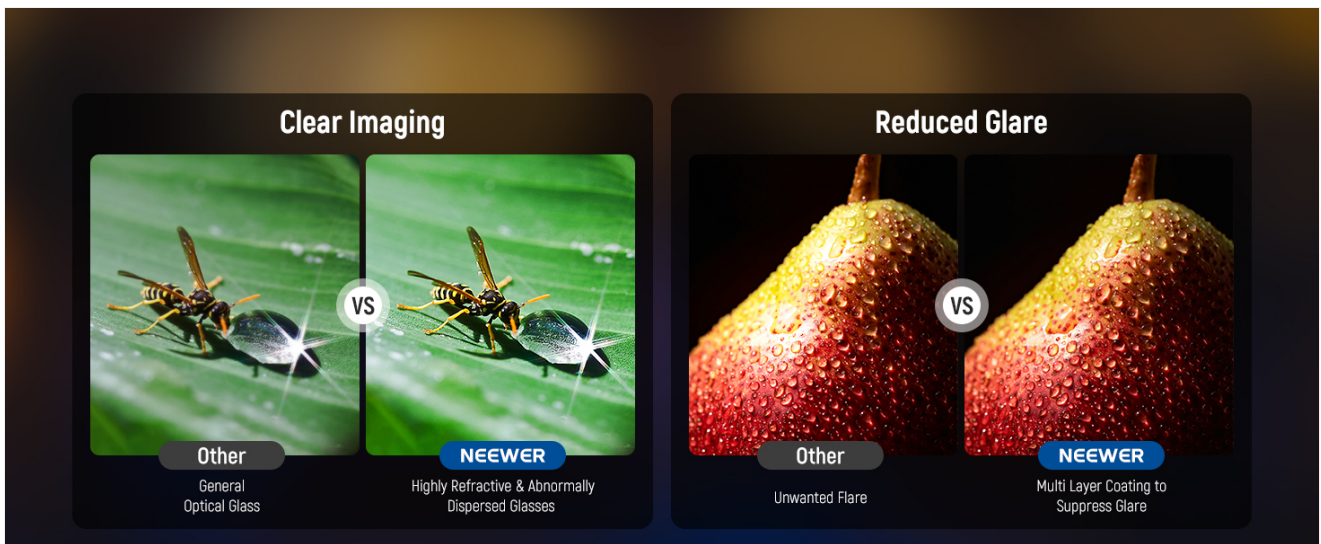 Clear Imaging
VS
Other
NEEWER
General
Optical Glass
Highly Refractive & Abnormally
Dispersed Glasses
Reduced Glare
VS
Other
NEEWER
Unwanted Flare
Multi Layer Coating to
Suppress Glare